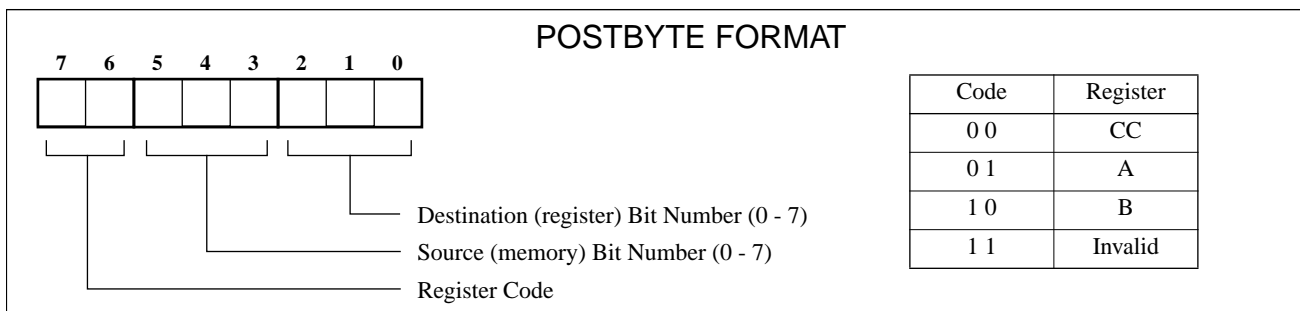 POSTBYTE FORMAT
7 6 5 4 3 2 1 0
Destination (register) Bit Number (0 - 7)
Source (memory) Bit Number (0 - 7)
Register Code
Code Register
0 0 CC
0 1 A
1 0 B
1 1 Invalid